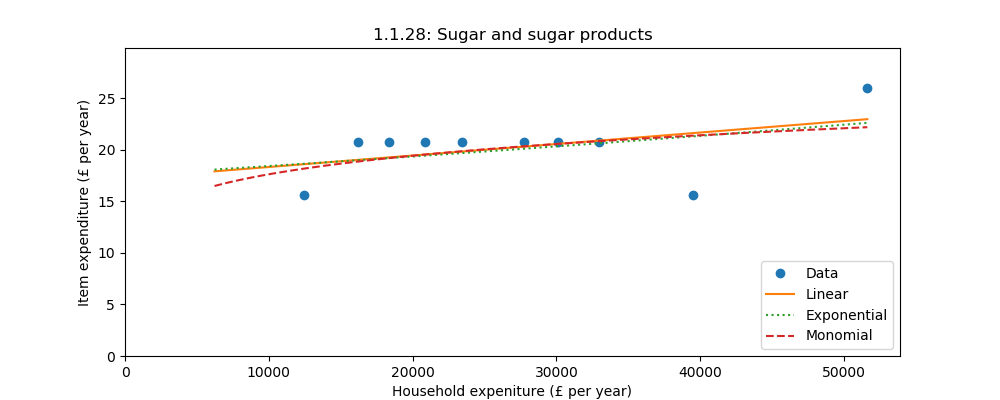 1.1.28: Sugar and sugar products
Item expenditure (£ per year)
25
20
15
10
5
0
0 10000 20000 30000 40000 50000
Household expeniture (£ per year)
Data
Linear
Exponential
Monomial